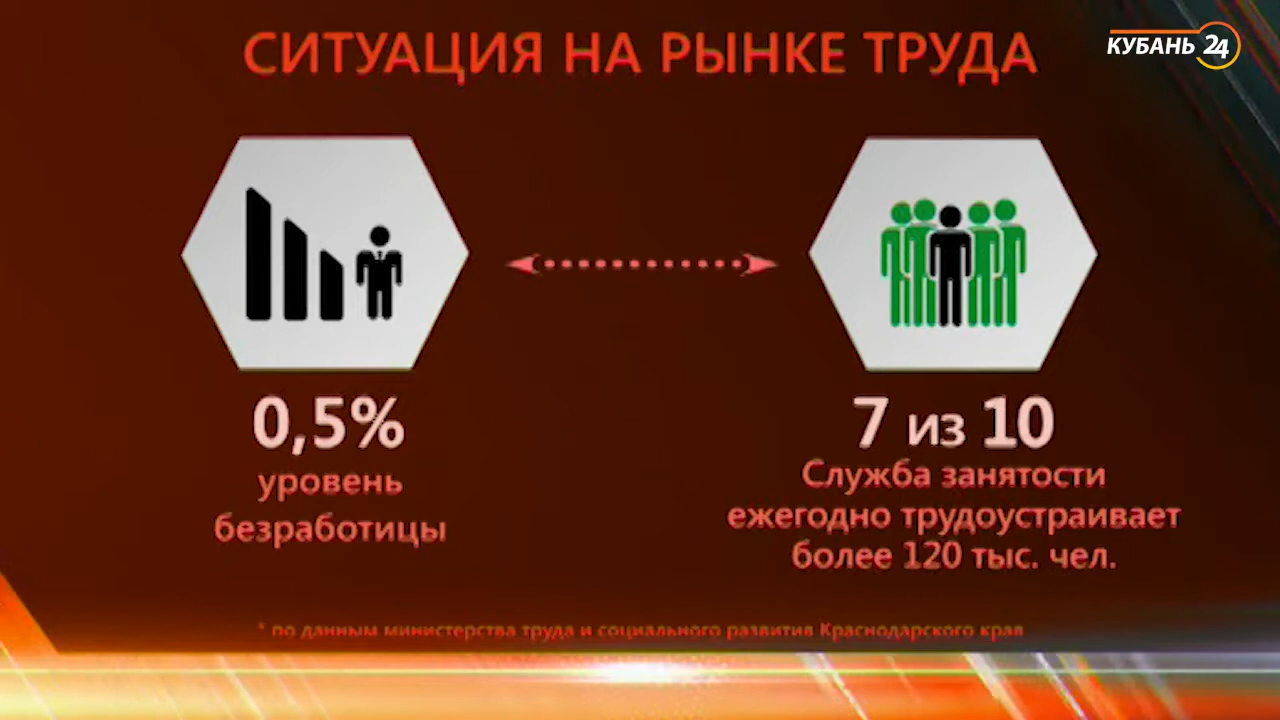 СИТУАЦИЯ НА РЫНКЕ ТРУДА
КУБАНЬ 24
0,5%
уровень
безработицы
7 из 10
Служба занятости
ежегодно трудоустраивает
более 120 тыс. чел.
* по данным министерства труда и социального развития Краснодарского края